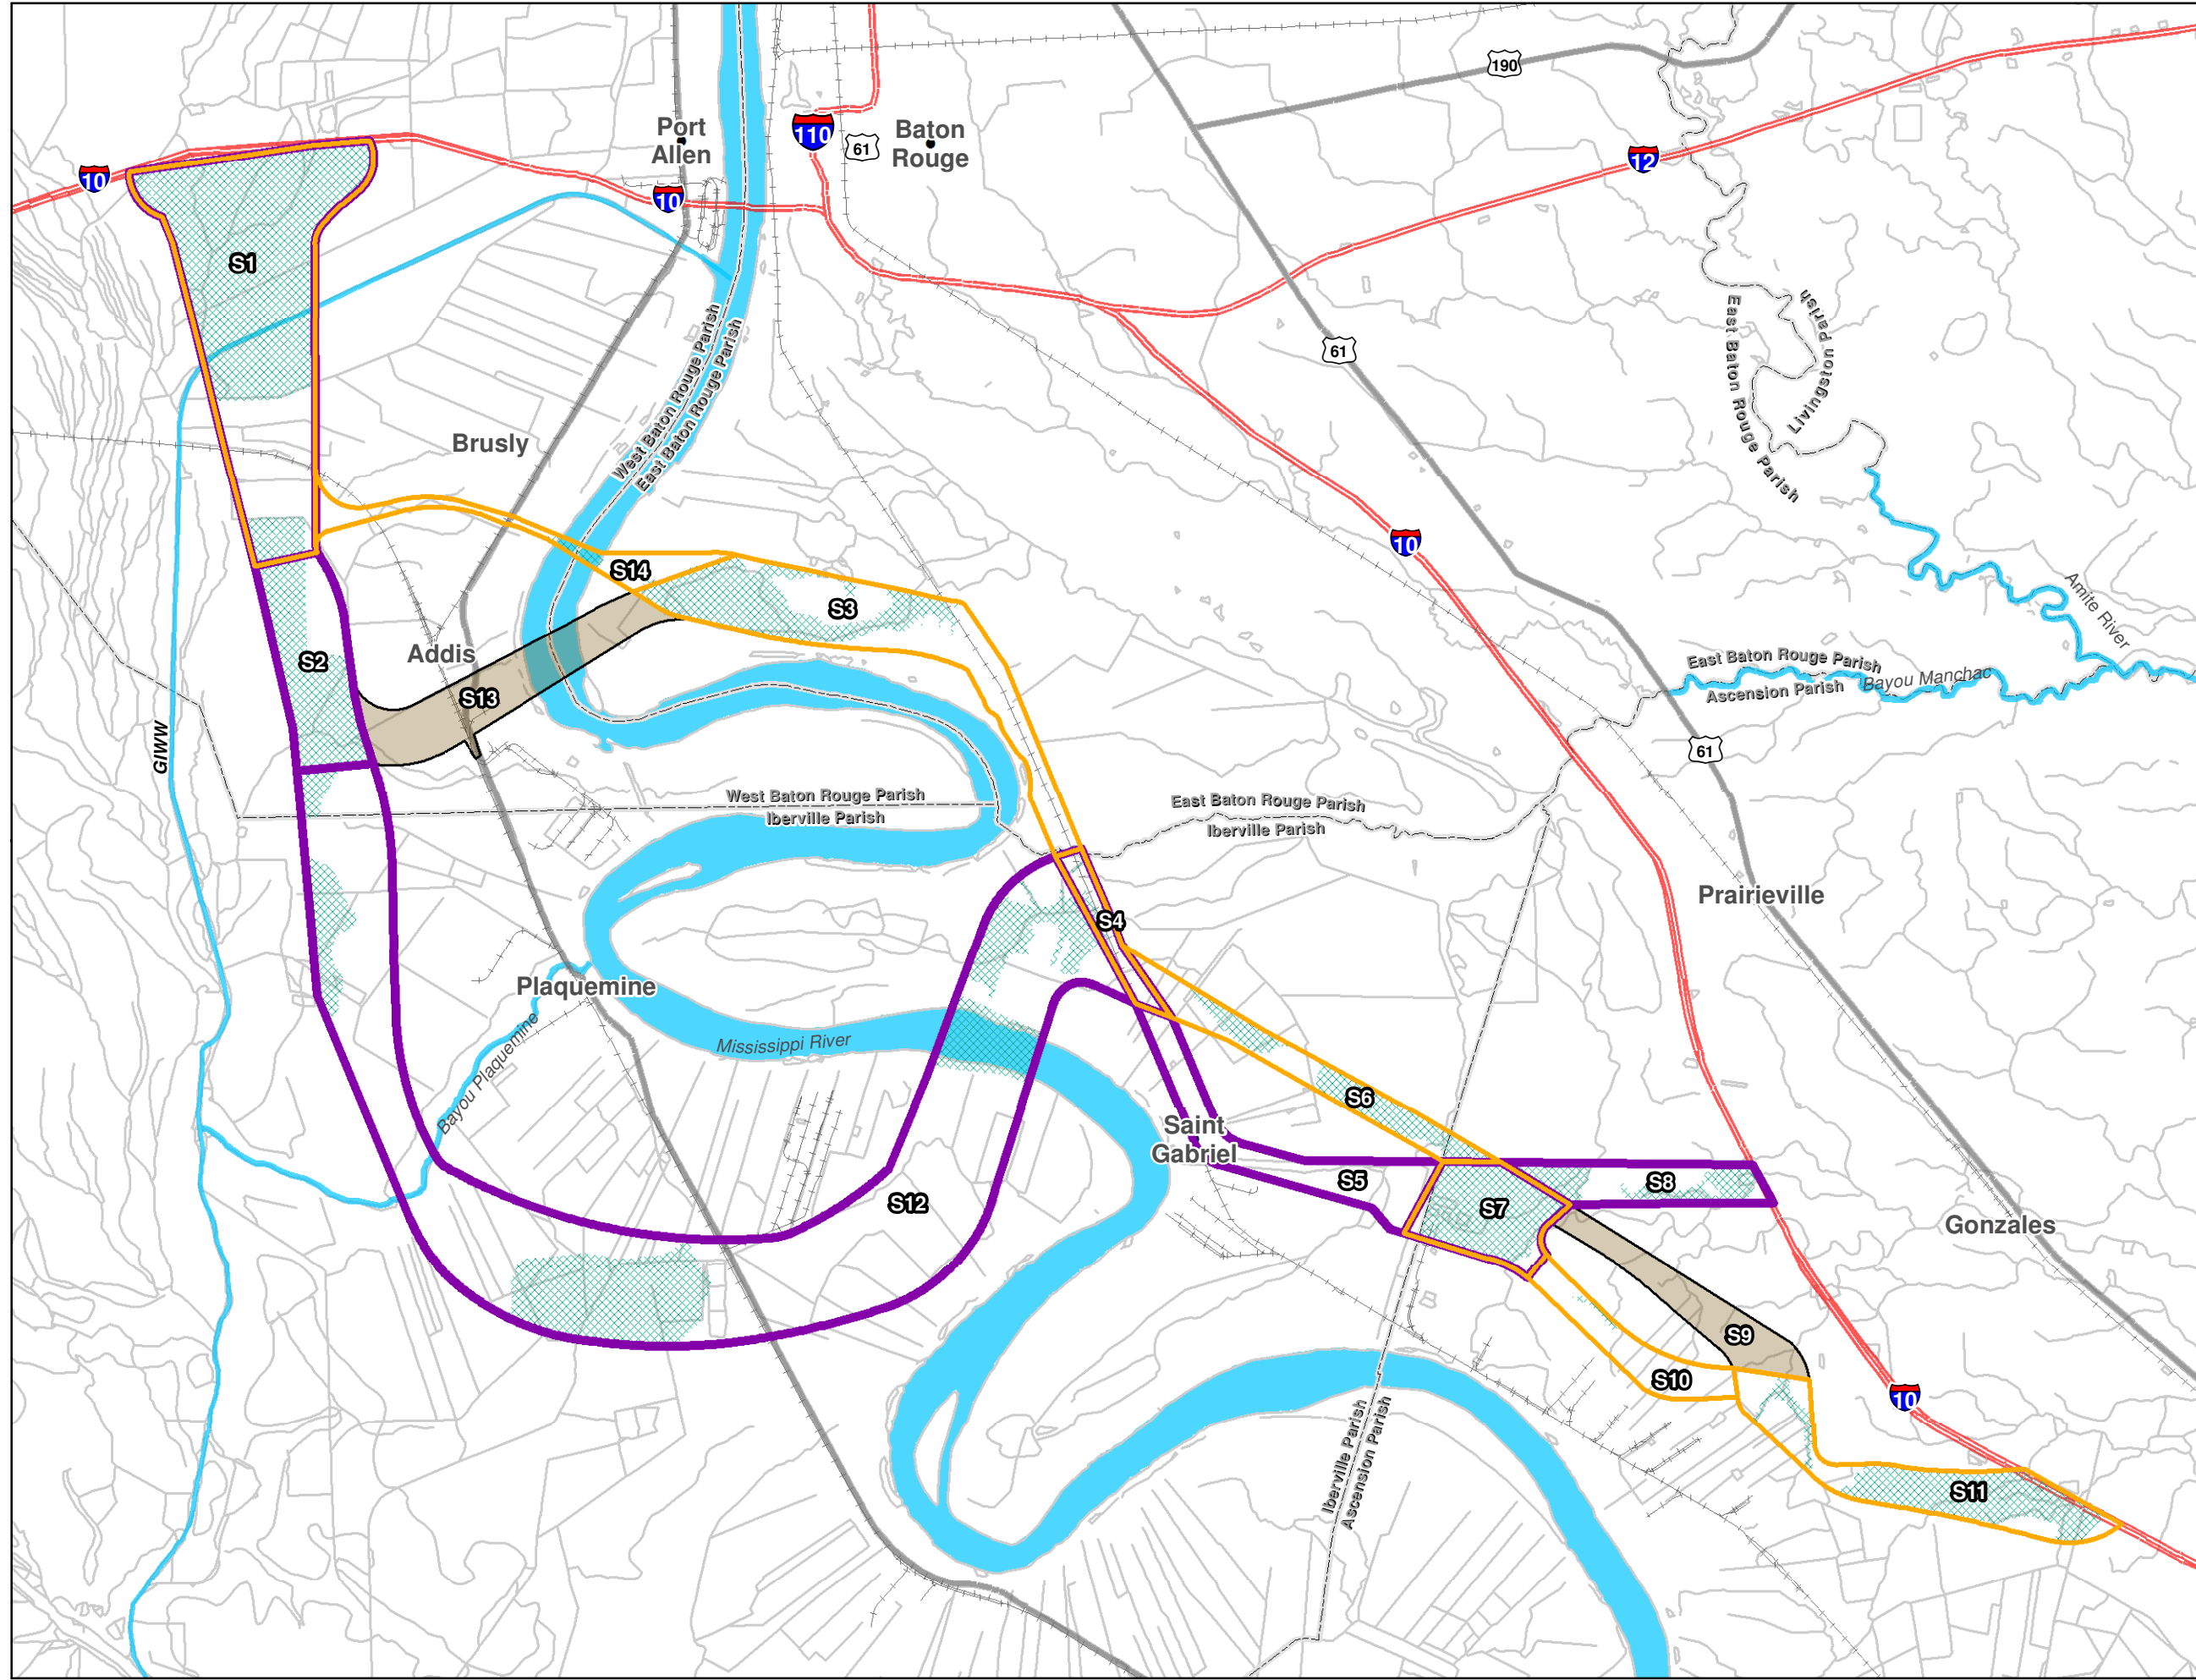 190
Port
Allen
110
61
Baton
Rouge
12
10
10
S1
East Baton Rouge Parish
Livingston Parish
West Baton Rouge Parish
East Baton Rouge Parish
61
Brusly
10
S14
S3
Amite River
S2
Addis
S13
East Baton Rouge Parish
Ascension Parish
Bayou Manchac
GIWW
61
West Baton Rouge Parish
Iberville Parish
East Baton Rouge Parish
Iberville Parish
Prairieville
S4
Plaquemine
Mississippi River
Bayou Plaquemine
S6
Saint
Gabriel
S5
S8
S12
S7
Gonzales
S9
S10
10
Iberville Parish
Ascension Parish
S11